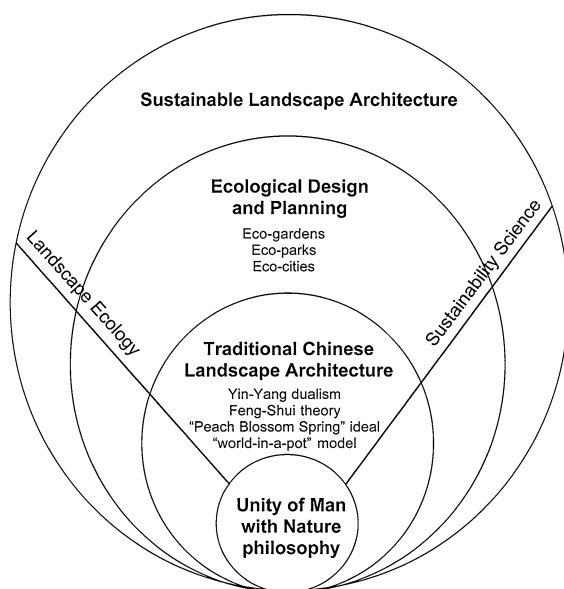 Sustainable Landscape Architecture
Ecological Design
and Planning
Eco-gardens
Eco-parks
Eco-cities
Landscape Ecology
Sustainability Science
Traditional Chinese
Landscape Architecture
Yin-Yang dualism
Feng-Shui theory
“Peach Blossom Spring” ideal
“world-in-a-pot” model
Unity of Man
with Nature
philosophy